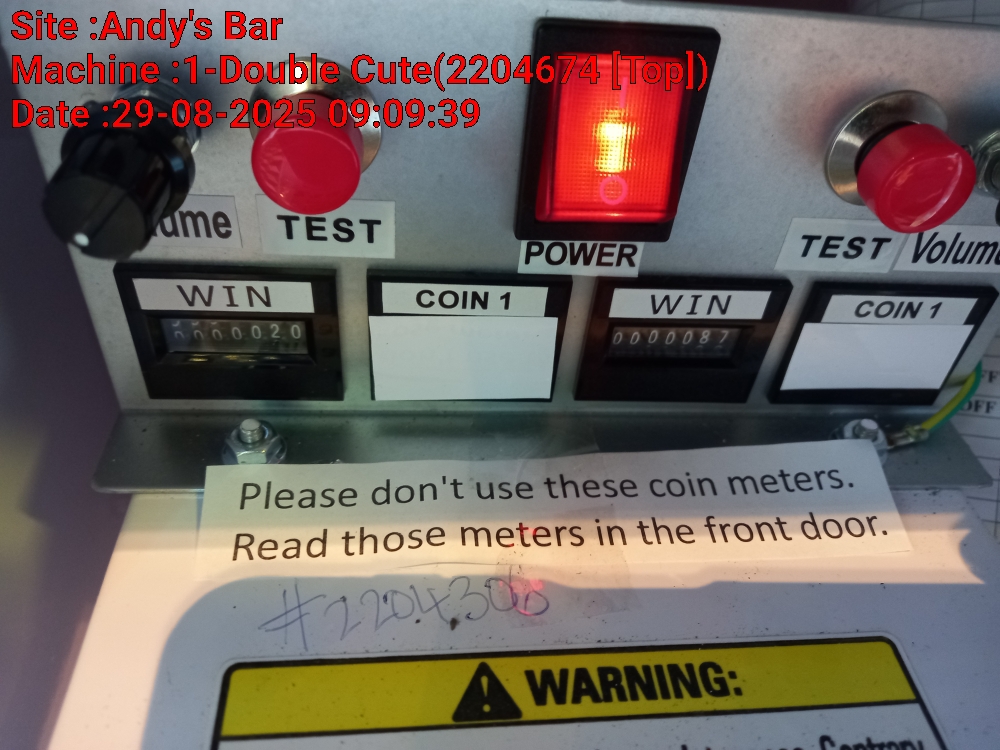 Site :Andy's Bar
Machine :1-Double Cute(2204674 [Top])
Date :29-08-2025 09:09:39
TEST
POWER
TEST
Volume
WIN
COIN 1
WIN
COIN 1
0000087
OFF
Please don't use these coin meters.
Read those meters in the front door.
WARNING: